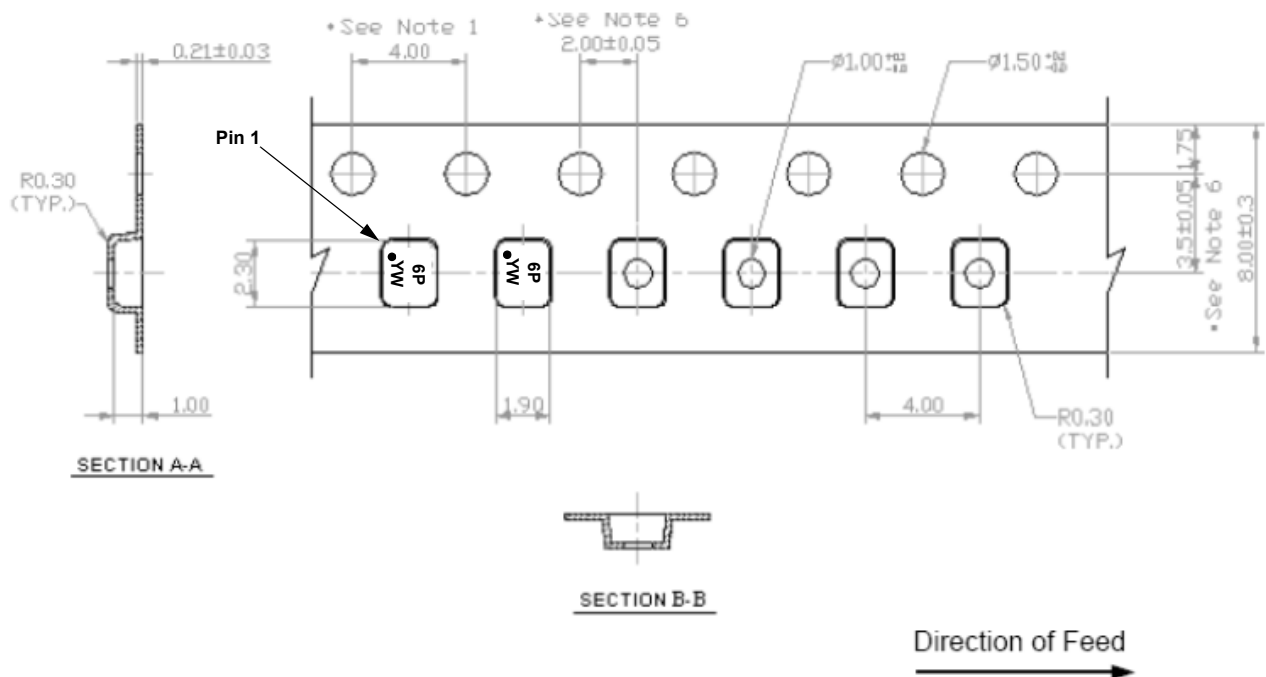 *See Note 1
*See Note 6
0.21±0.03
4.00
2.00±0.05
Ø1.00
Ø1.50
Pin 1
R0.30
(TYP.)
1.75
3.5±0.05
*See Note 6
8.00±0.3
2.30
YW
6P
YW
6P
1.00
1.90
4.00
R0.30
(TYP.)
SECTION A-A
SECTION B-B
Direction of Feed